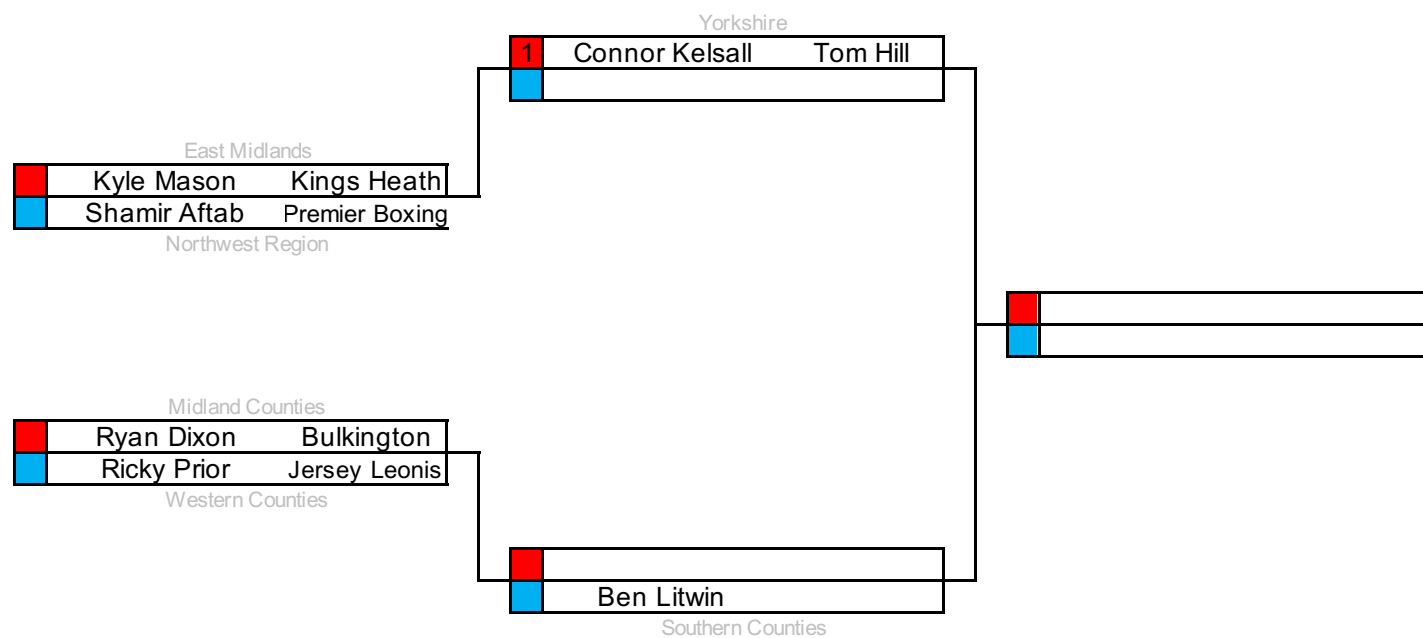 Yorkshire
1 Connor Kelsall Tom Hill
East Midlands
Kyle Mason Kings Heath
Shamir Aftab Premier Boxing
Northwest Region
Midland Counties
Ryan Dixon Bulkington
Ricky Prior Jersey Leonis
Western Counties
Ben Litwin
Southern Counties